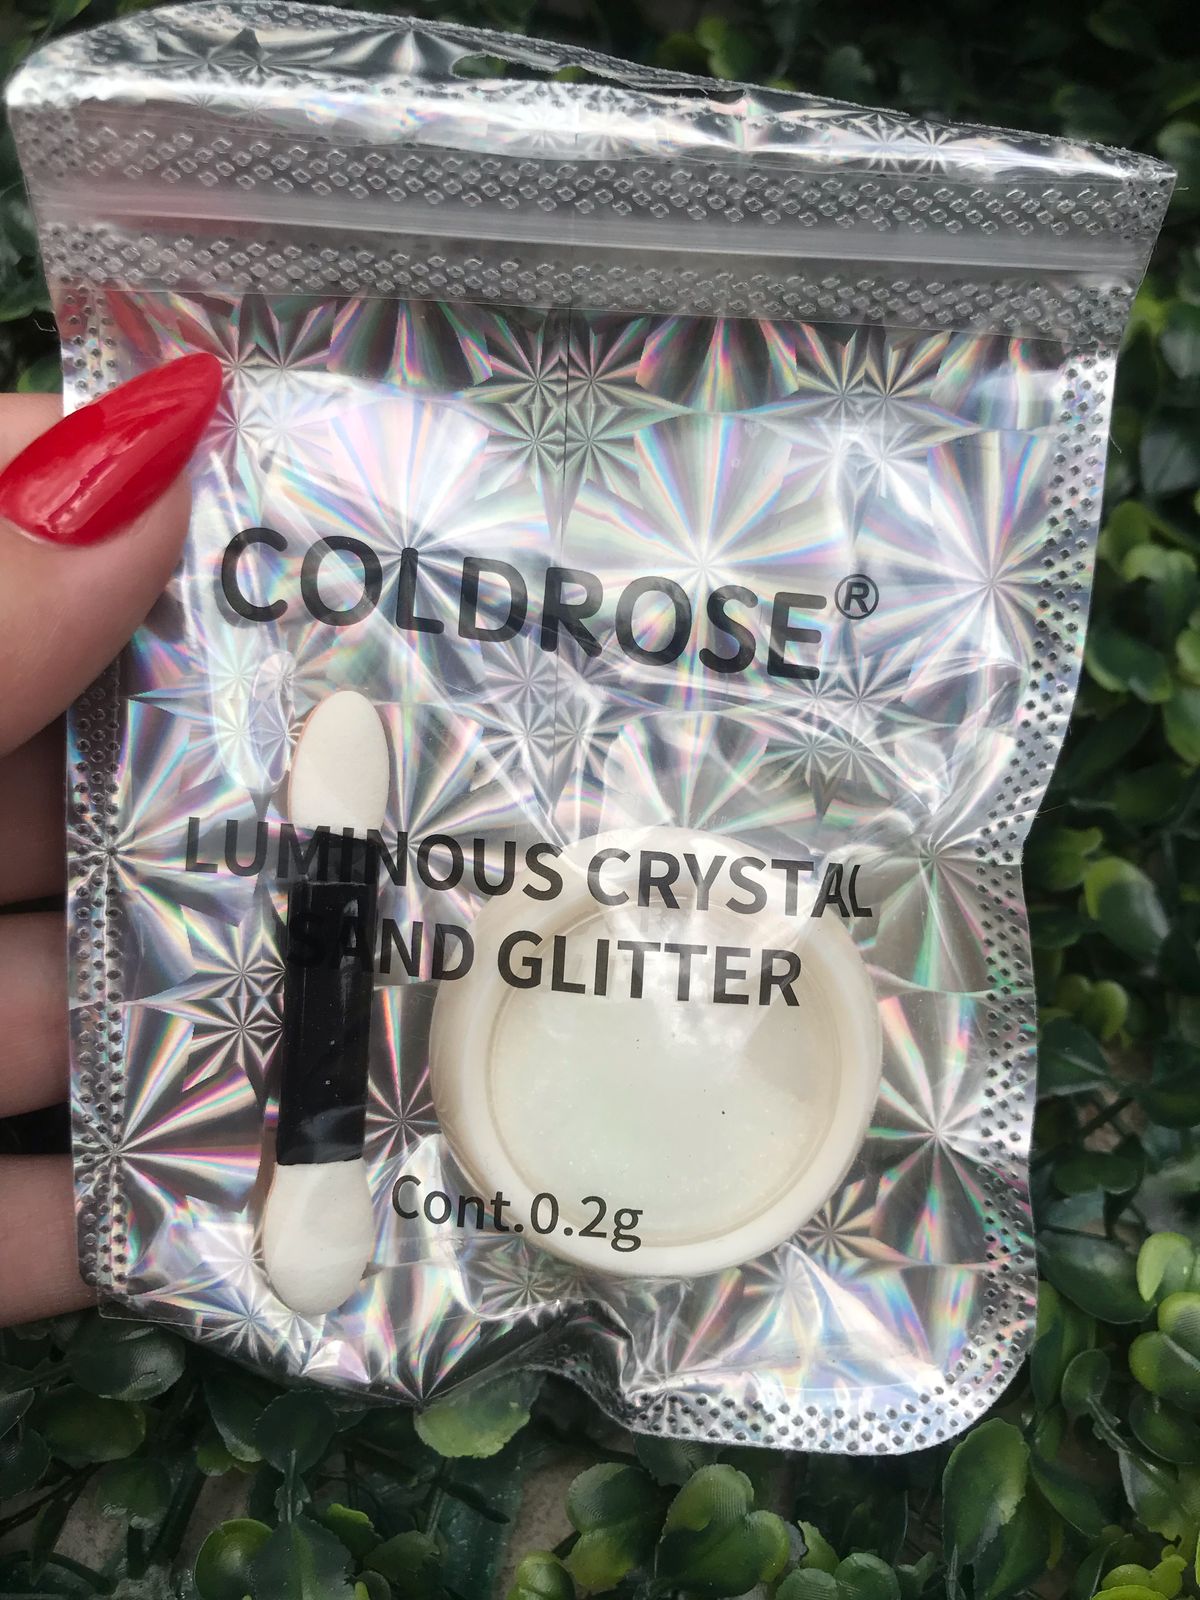 COLDROSE®
LUMINOUS CRYSTAL
SAND GLITTER
Cont.0.2g